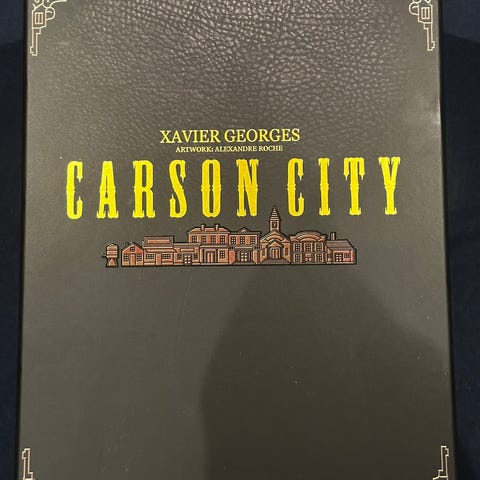 XAVIER GEORGES
ARTWORK: ALEXANDRE ROCHE
CARSON CITY